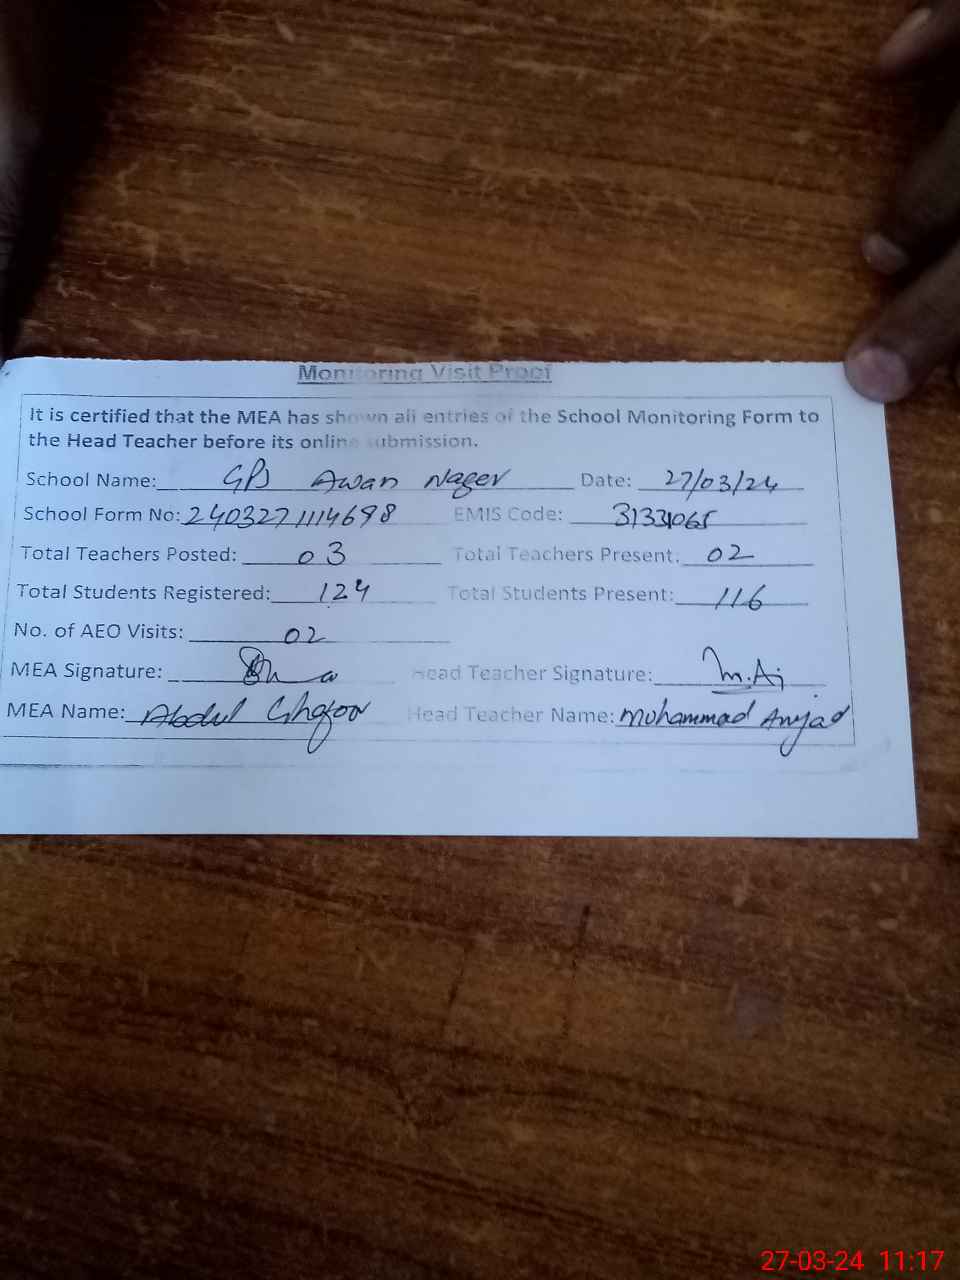 Monitoring Visit Proof
It is certified that the MEA has shown all entries of the School Monitoring Form to
the Head Teacher before its online submission.
School Name: GPS Awan Nager Date: 27/03/24
School Form No: 2403271114698 EMIS Code: 31331065
Total Teachers Posted: 03 Total Teachers Present: 02
Total Students Registered: 124 Total Students Present: 116
No. of AEO Visits: 02
MEA Signature: Head Teacher Signature: M.Aj
MEA Name: Abdul Ghafoor Head Teacher Name: Muhammad Amjad
27-03-24 11:17